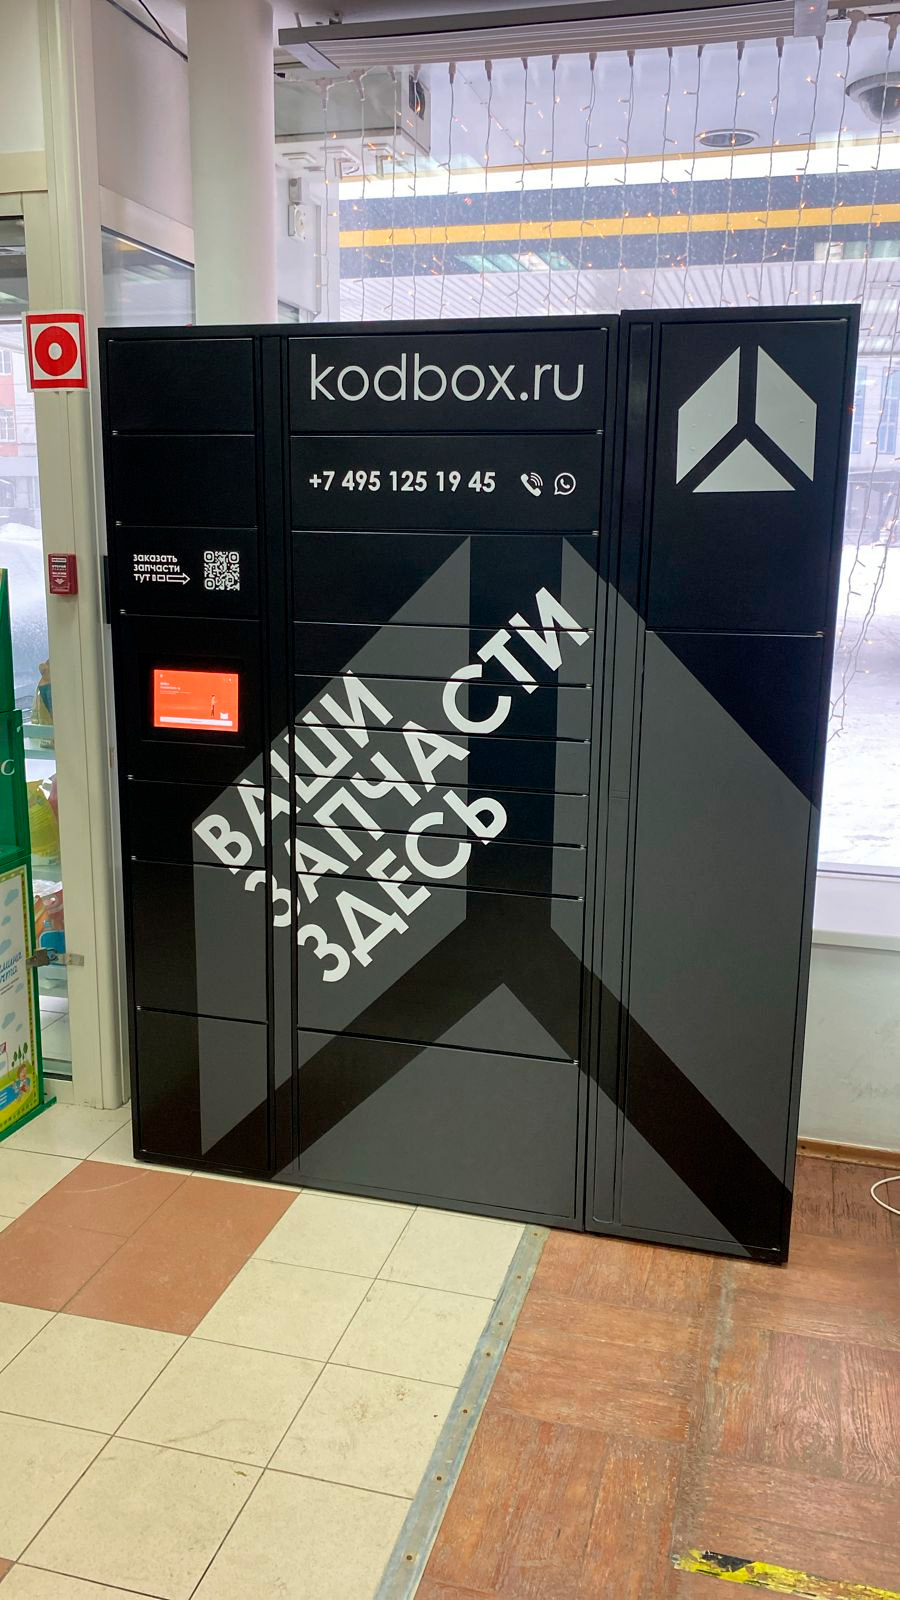 kodbox.ru
+7 495 125 19 45
заказать
запчасти
тут
ВАШИ
ЗАПЧАСТИ
ЗДЕСЬ